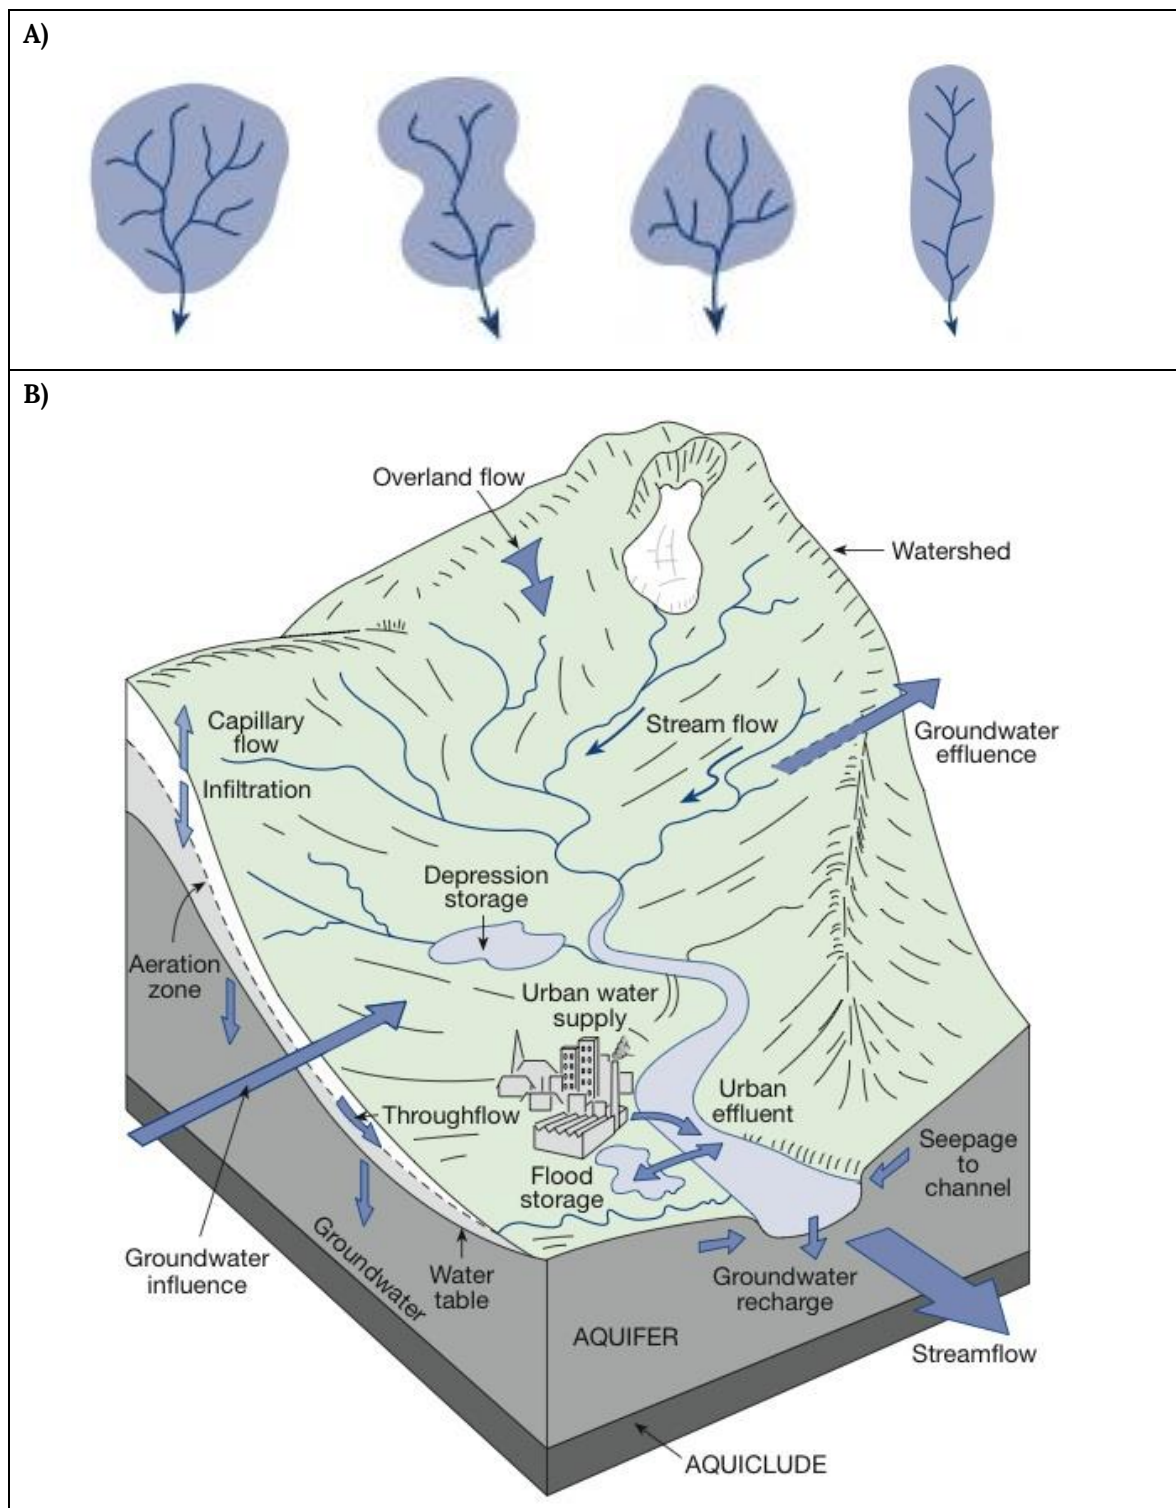 A)
B)
Overland flow
Watershed
Capillary
flow
Stream flow
Groundwater
effluence
Infiltration
Depression
storage
Aeration
zone
Urban water
supply
Urban
effluent
Throughflow
Seepage
to
channel
Flood
storage
Groundwater
influence
Groundwater
Water
table
Groundwater
recharge
AQUIFER
Streamflow
AQUICLUDE